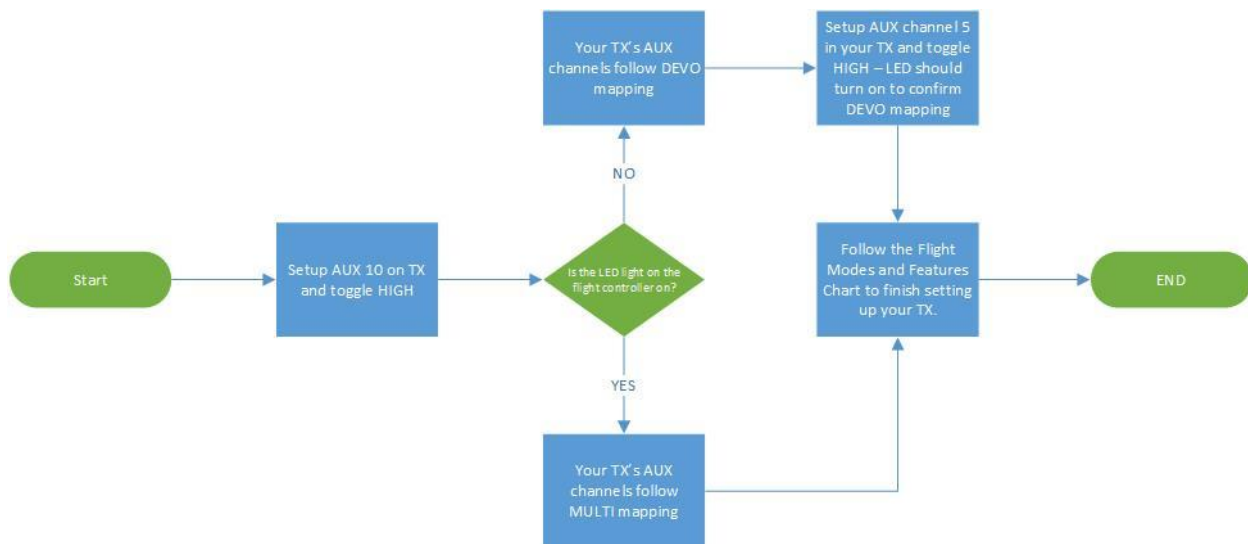 Start
Setup AUX 10 on TX
and toggle HIGH
Is the LED light on the
flight controller on?
NO
Your TX's AUX
channels follow DEVO
mapping
Setup AUX channel 5
in your TX and toggle
HIGH – LED should
turn on to confirm
DEVO mapping
YES
Your TX's AUX
channels follow
MULTI mapping
Follow the Flight
Modes and Features
Chart to finish setting
up your TX.
END